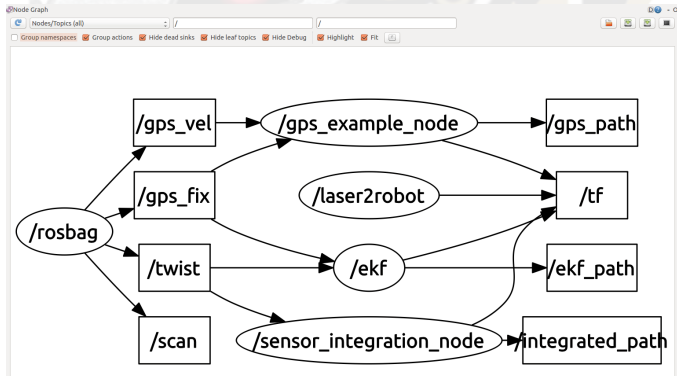 Node Graph
Nodes/Topics (all) / /
Group namespaces Group actions Hide dead sinks Hide leaf topics Hide Debug Highlight Fit
/gps_vel /gps_example_node /gps_path
/gps_fix /laser2robot /tf
/rosbag
/twist /ekf /ekf_path
/scan /sensor_integration_node /integrated_path